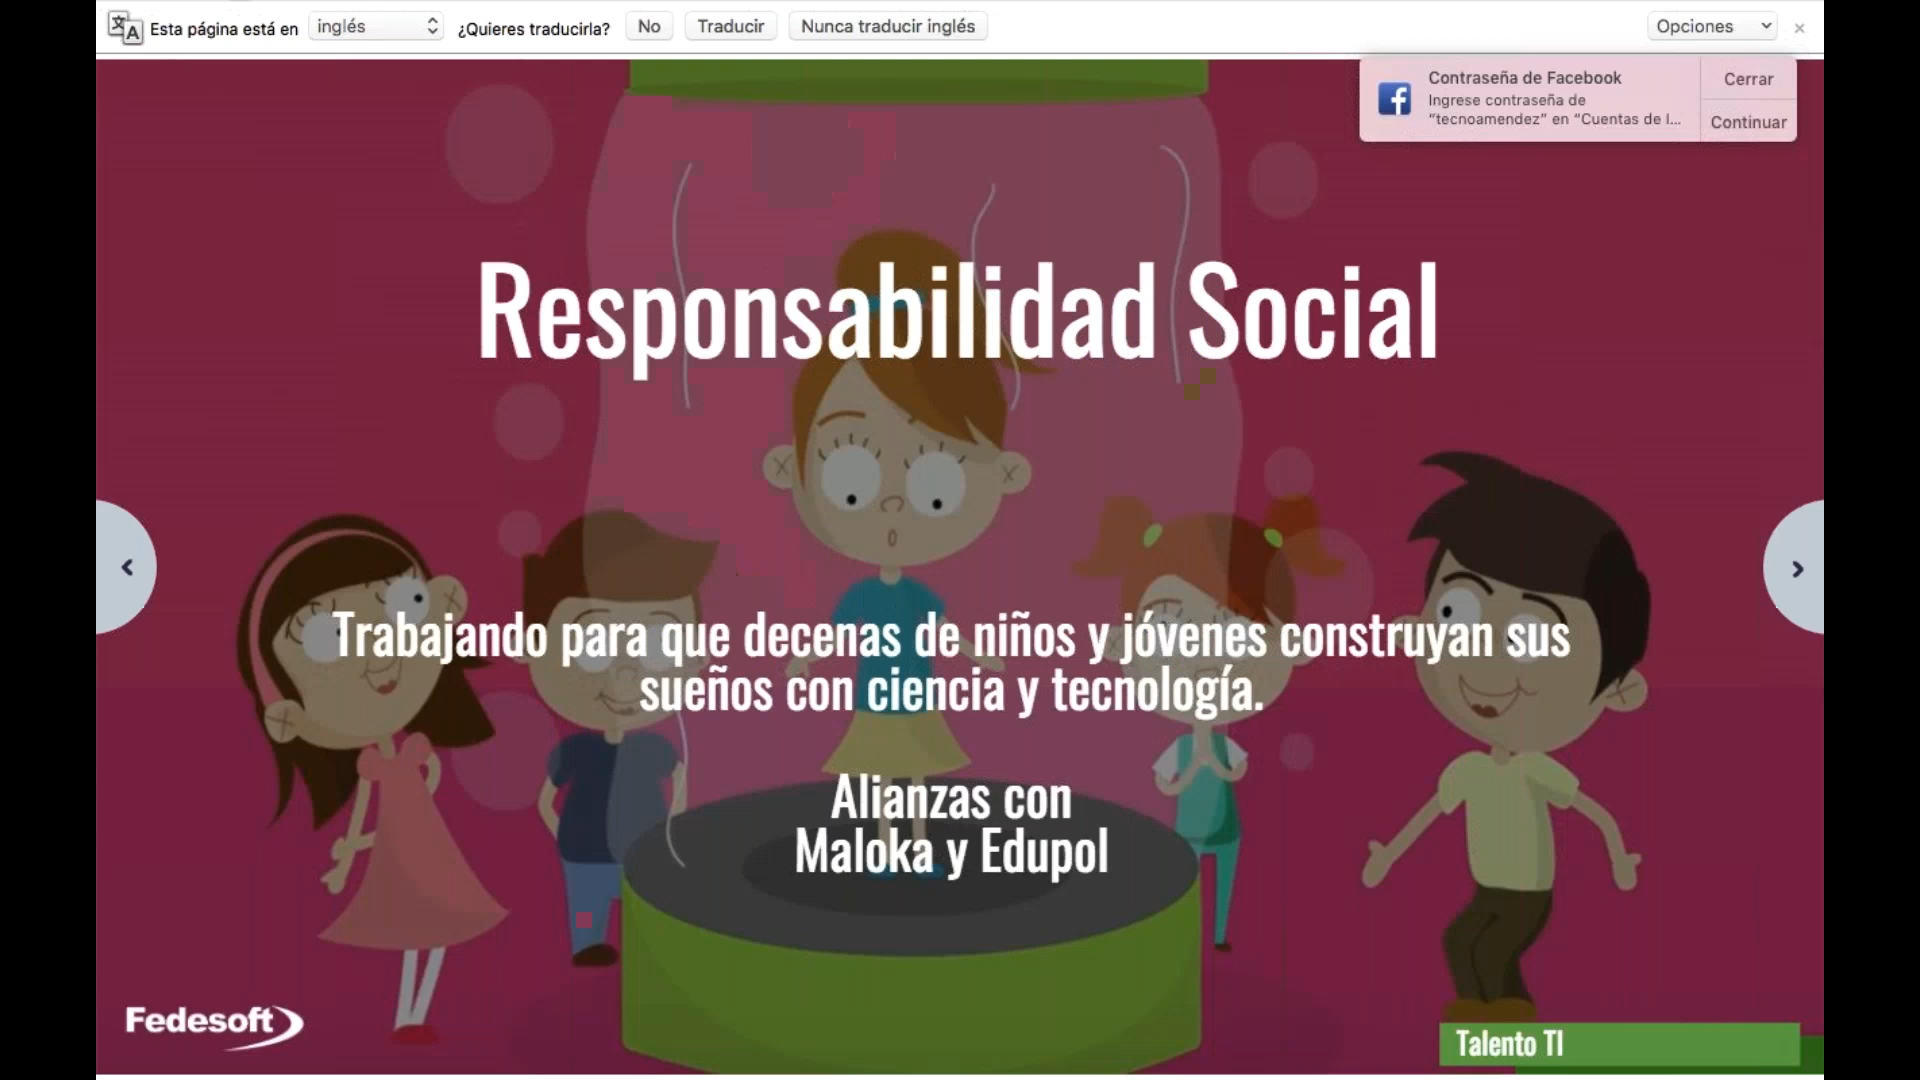 Esta página está en inglés ¿Quieres traducirla? No Traducir Nunca traducir inglés Opciones ×
Contraseña de Facebook
Ingrese contraseña de
“tecnoamendez” en “Cuentas de I...
Cerrar
Continuar
Responsabilidad Social
Trabajando para que decenas de niños y jóvenes construyan sus
sueños con ciencia y tecnología.
Alianzas con
Maloka y Edupol
Fedesoft
Talento TI